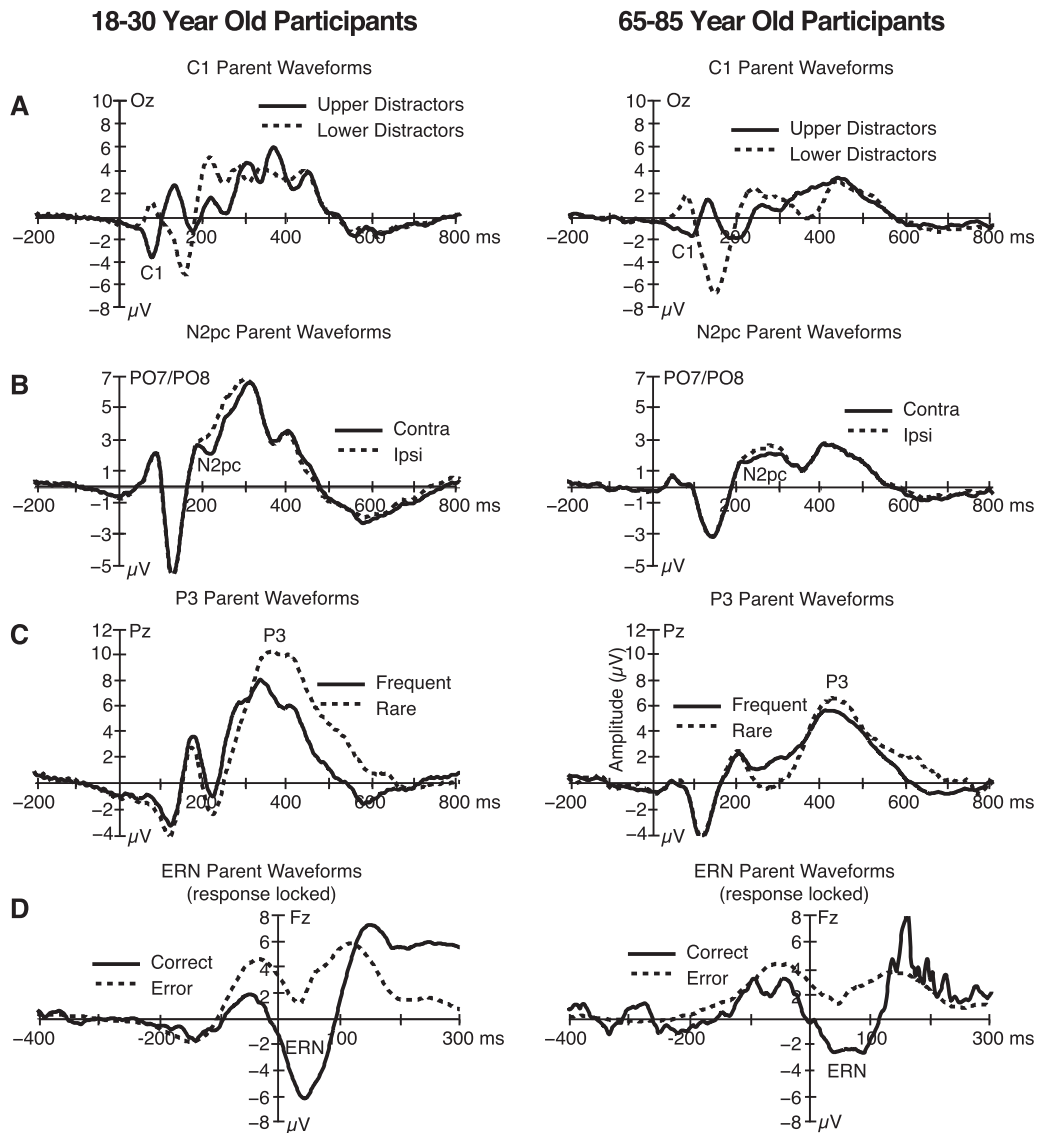 18-30 Year Old Participants
65-85 Year Old Participants
A
C1 Parent Waveforms
10 Oz
8
6
4
2
−2
−4
−6
−8 µV
−200 200 400 600 800 ms
Upper Distractors
Lower Distractors
C1
C1 Parent Waveforms
10 Oz
8
6
4
2
−2
−4
−6
−8 µV
−200 200 400 600 800 ms
Upper Distractors
Lower Distractors
C1
B
N2pc Parent Waveforms
7 PO7/PO8
5
3
1
−1
−3
−5 µV
−200 200 400 600 800 ms
Contra
Ipsi
N2pc
N2pc Parent Waveforms
7 PO7/PO8
5
3
1
−1
−3
−5 µV
−200 200 400 600 800 ms
Contra
Ipsi
N2pc
C
P3 Parent Waveforms
12 Pz
10
8
6
4
2
−2
−4 µV
−200 200 400 600 800 ms
P3
Frequent
Rare
P3 Parent Waveforms
Amplitude (µV)
12 Pz
10
8
6
4
2
−2
−4 µV
−200 200 400 600 800 ms
P3
Frequent
Rare
D
ERN Parent Waveforms
(response locked)
8 Fz
6
4
2
−2
−4
−6
−8 µV
−400 −200 100 300 ms
Correct
Error
ERN
ERN Parent Waveforms
(response locked)
8 Fz
6
4
2
−2
−4
−6
−8 µV
−400 −200 100 300 ms
Correct
Error
ERN